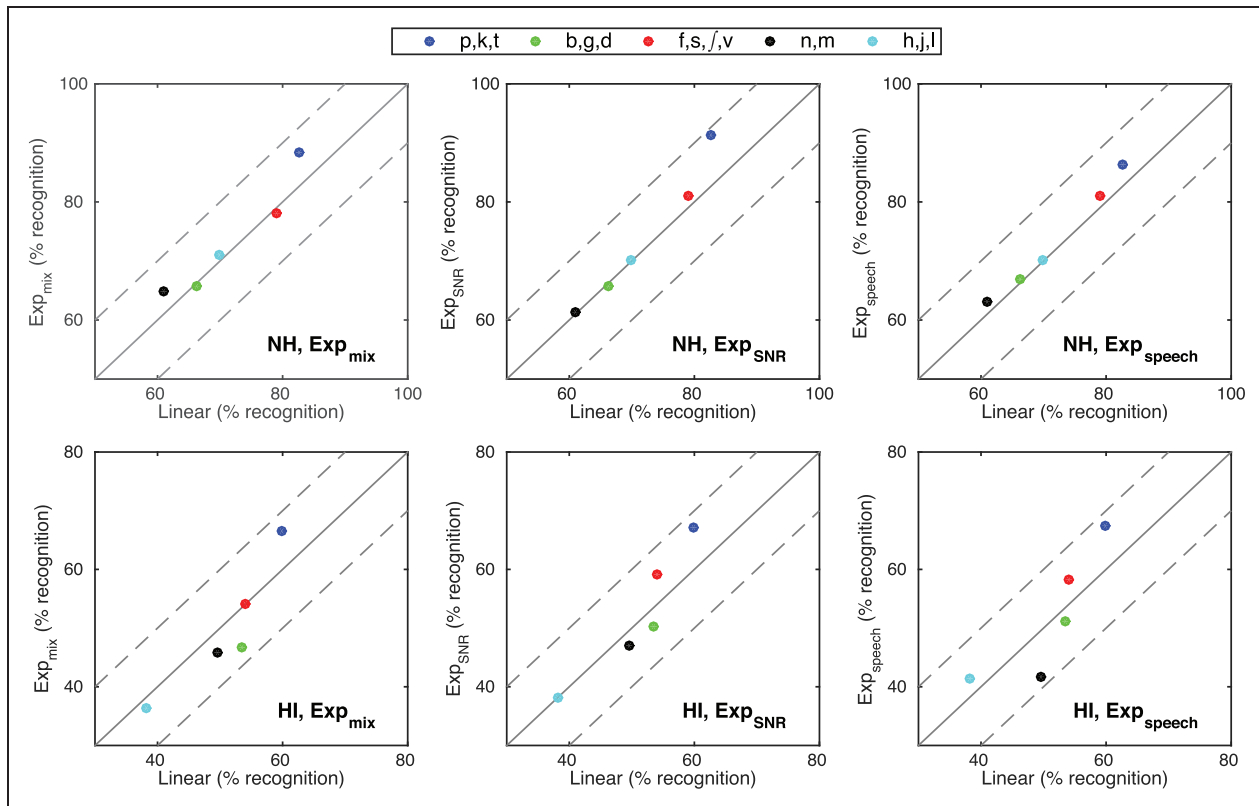 p,k,t b,g,d f,s,ʃ,v n,m h,j,l
100
80
60
Exp_mix (% recognition)
NH, Exp_mix
60 80 100
Linear (% recognition)
100
80
60
Exp_SNR (% recognition)
NH, Exp_SNR
60 80 100
Linear (% recognition)
100
80
60
Exp_speech (% recognition)
NH, Exp_speech
60 80 100
Linear (% recognition)
80
60
40
Exp_mix (% recognition)
HI, Exp_mix
40 60 80
Linear (% recognition)
80
60
40
Exp_SNR (% recognition)
HI, Exp_SNR
40 60 80
Linear (% recognition)
80
60
40
Exp_speech (% recognition)
HI, Exp_speech
40 60 80
Linear (% recognition)